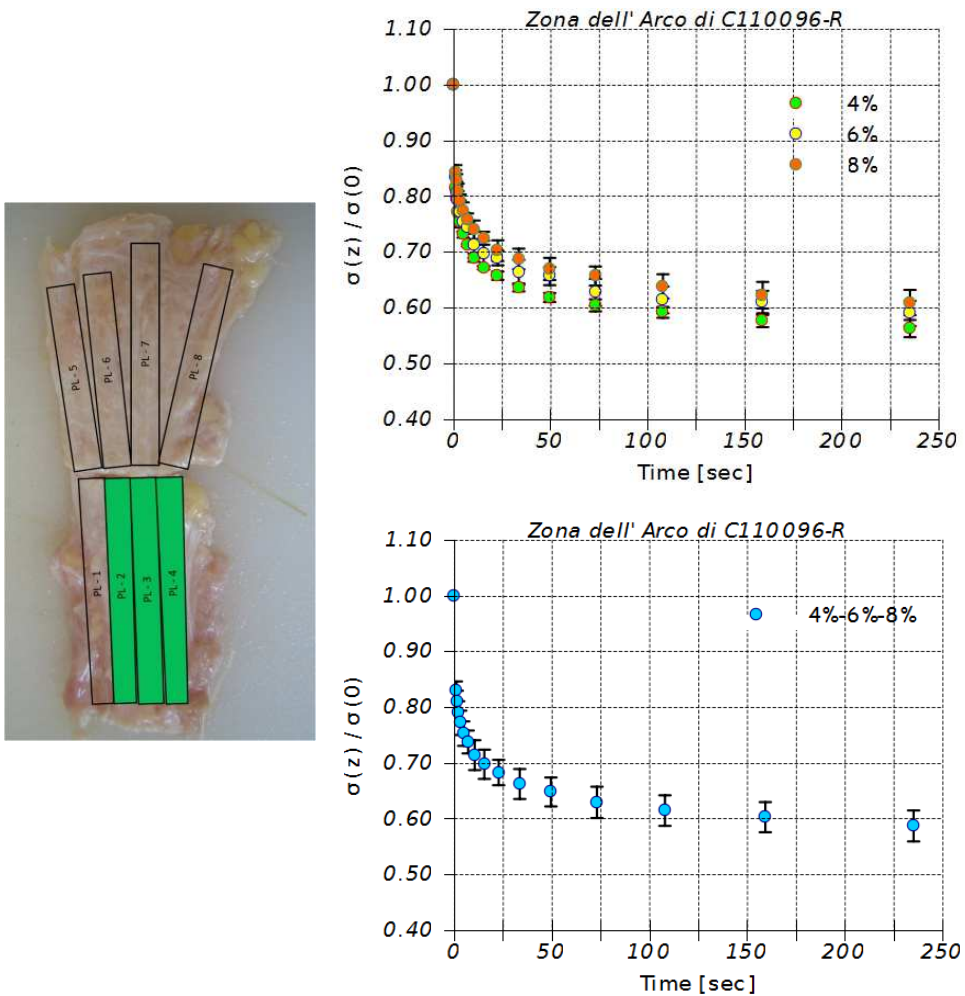 PL - 5
PL - 6
PL - 7
PL - 8
PL - 1
PL - 2
PL - 3
PL - 4
Zona dell' Arco di C110096-R
1.10
1.00
0.90
0.80
0.70
0.60
0.50
0.40
σ(z) / σ(0)
4%
6%
8%
0 50 100 150 200 250
Time [sec]
Zona dell' Arco di C110096-R
1.10
1.00
0.90
0.80
0.70
0.60
0.50
0.40
σ(z) / σ(0)
4%-6%-8%
0 50 100 150 200 250
Time [sec]